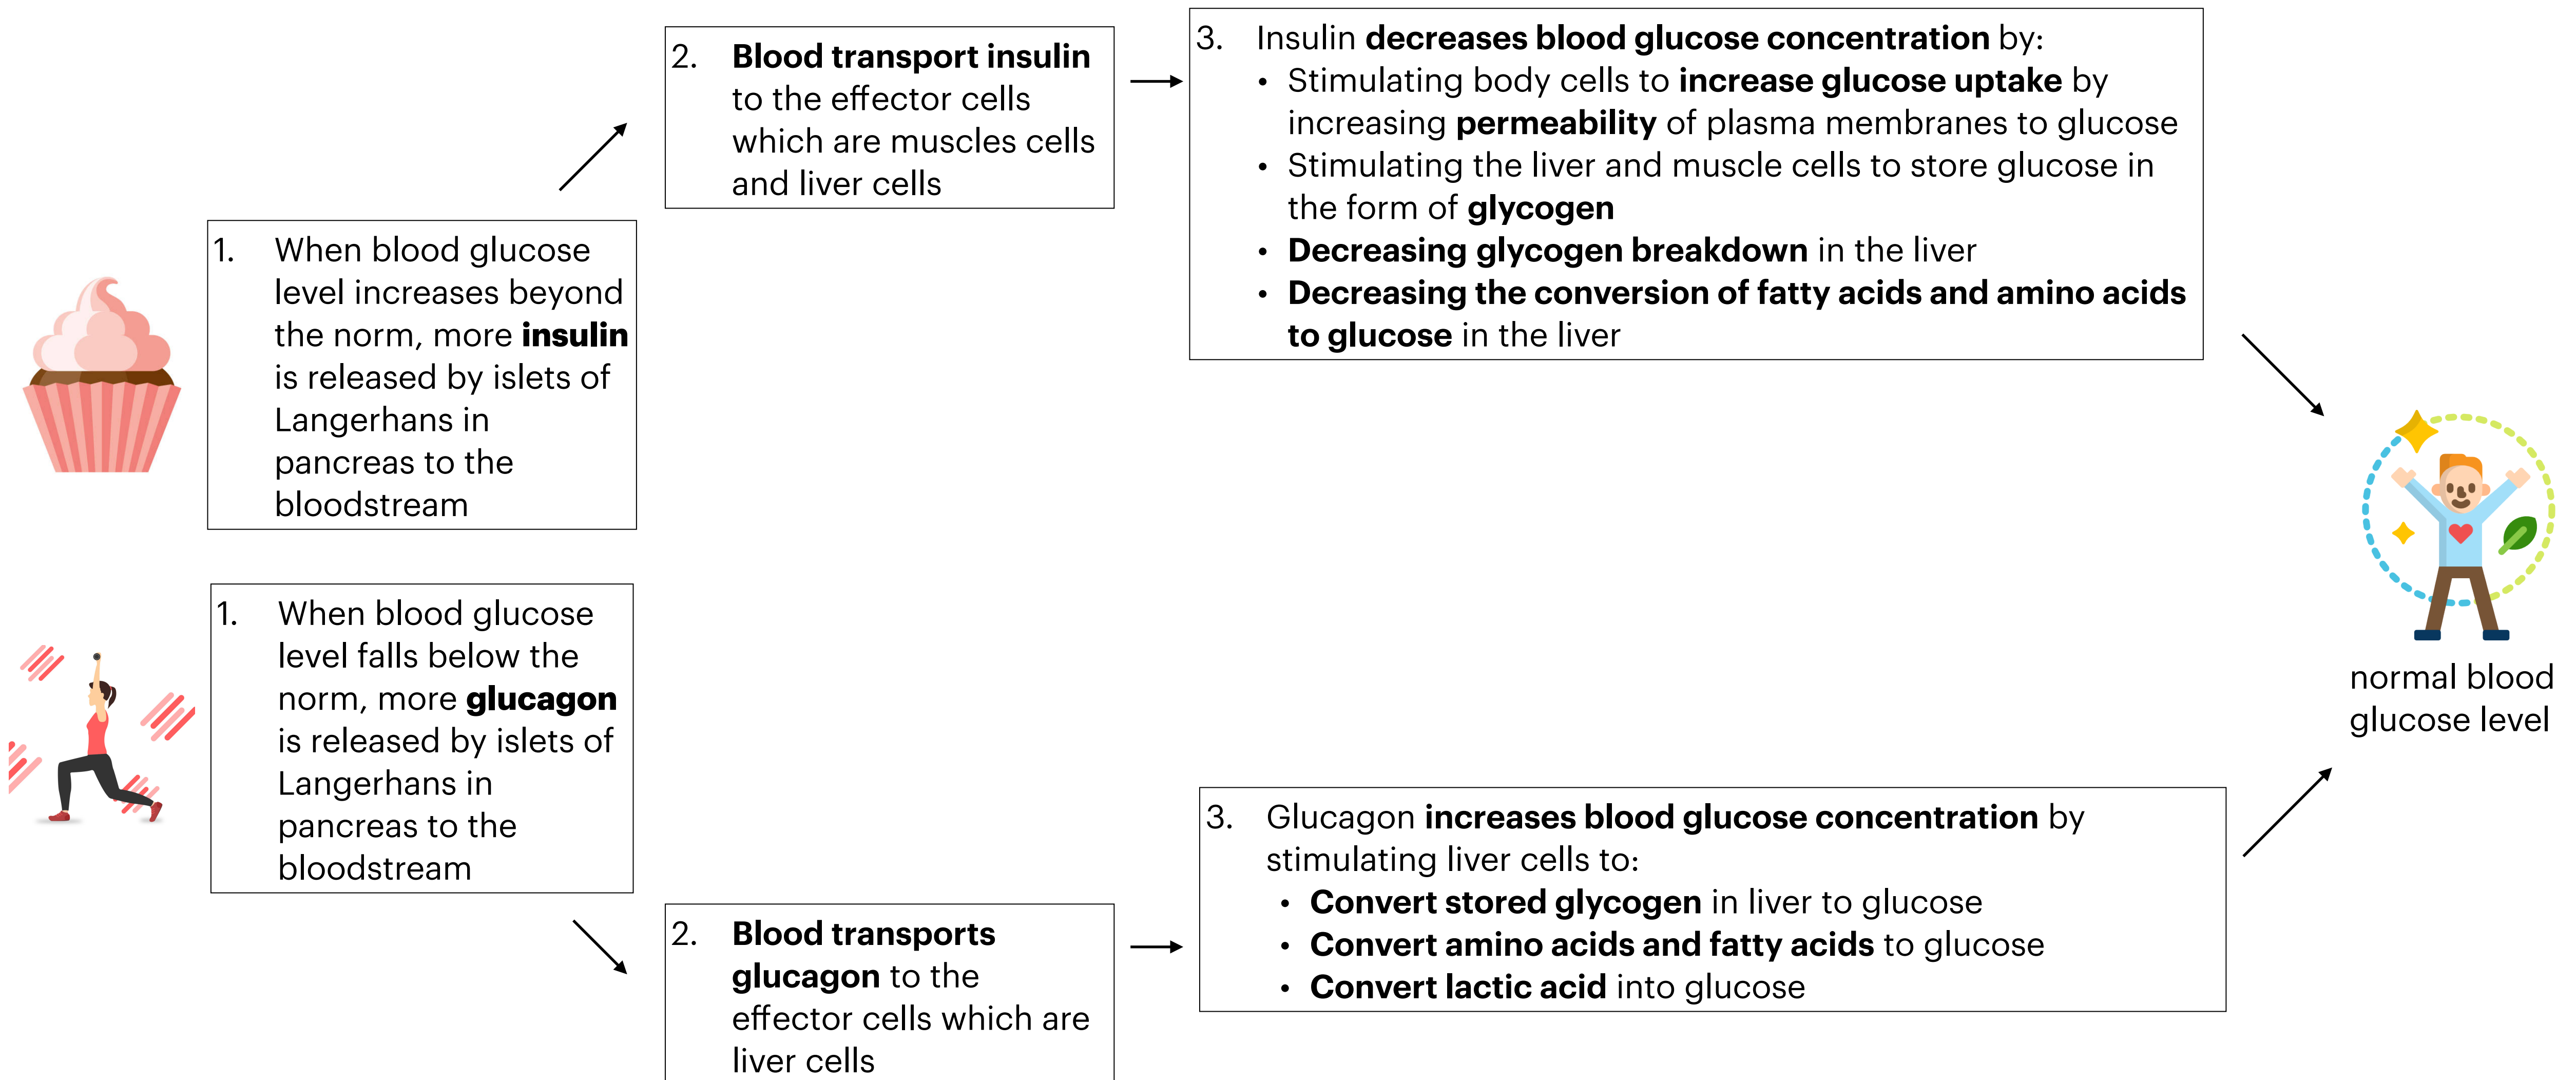 1. When blood glucose
level increases beyond
the norm, more insulin
is released by islets of
Langerhans in
pancreas to the
bloodstream
2. Blood transport insulin
to the effector cells
which are muscles cells
and liver cells
3. Insulin decreases blood glucose concentration by:
• Stimulating body cells to increase glucose uptake by
increasing permeability of plasma membranes to glucose
• Stimulating the liver and muscle cells to store glucose in
the form of glycogen
• Decreasing glycogen breakdown in the liver
• Decreasing the conversion of fatty acids and amino acids
to glucose in the liver
1. When blood glucose
level falls below the
norm, more glucagon
is released by islets of
Langerhans in
pancreas to the
bloodstream
2. Blood transports
glucagon to the
effector cells which are
liver cells
3. Glucagon increases blood glucose concentration by
stimulating liver cells to:
• Convert stored glycogen in liver to glucose
• Convert amino acids and fatty acids to glucose
• Convert lactic acid into glucose
normal blood
glucose level